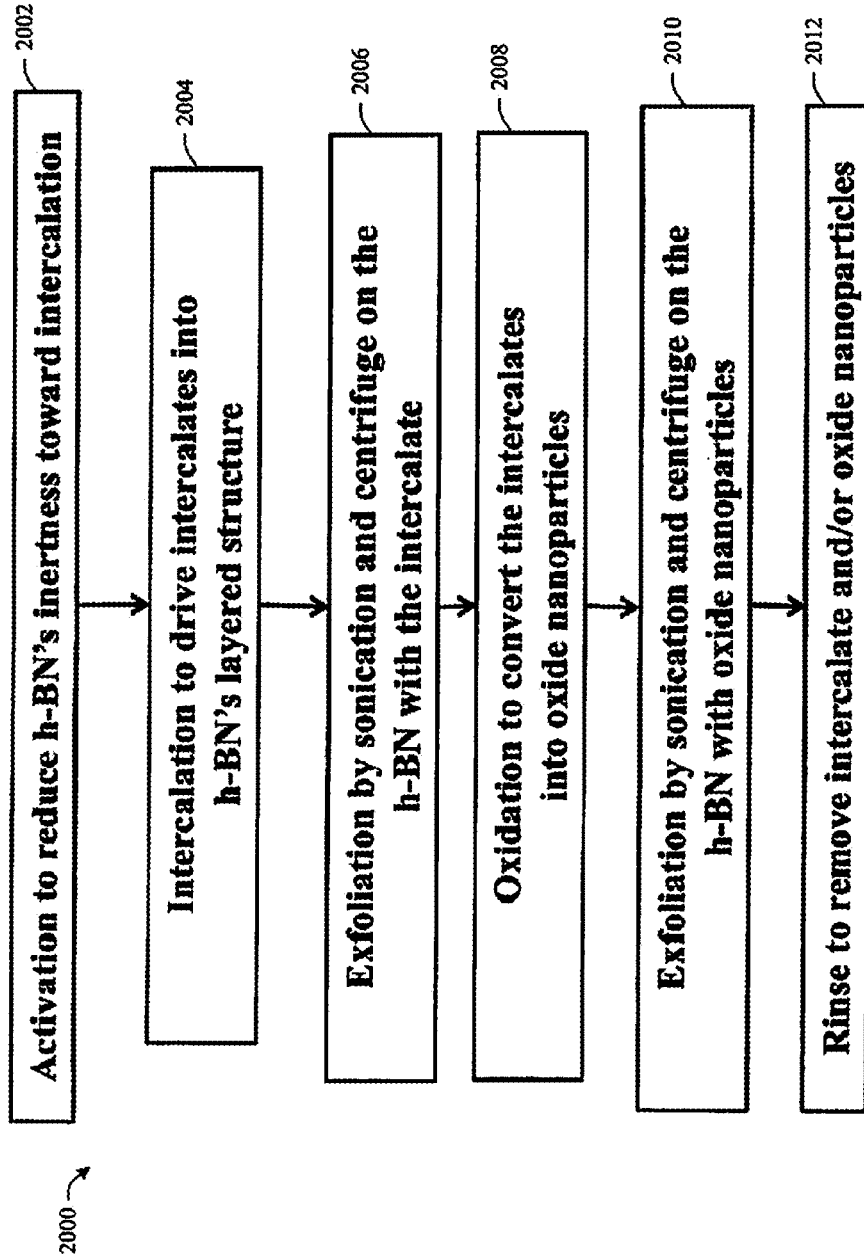 2000
Activation to reduce h-BN's inertness toward intercalation
2002
Intercalation to drive intercalates into
h-BN's layered structure
2004
Exfoliation by sonication and centrifuge on the
h-BN with the intercalate
2006
Oxidation to convert the intercalates
into oxide nanoparticles
2008
Exfoliation by sonication and centrifuge on the
h-BN with oxide nanoparticles
2010
Rinse to remove intercalate and/or oxide nanoparticles
2012